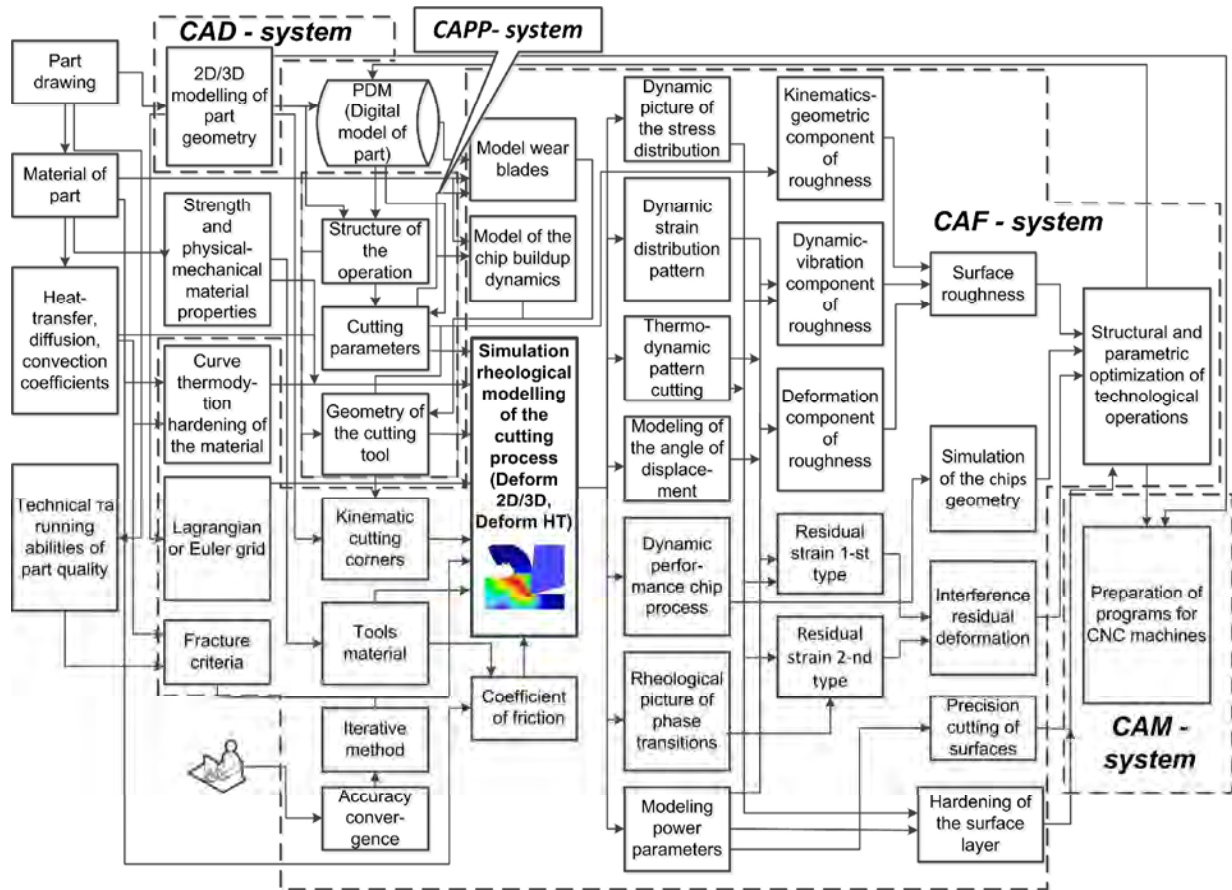 CAD - system
CAPP- system
Part
drawing
2D/3D
modelling of
part
geometry
PDM
(Digital
model of
part)
Material of
part
Strength
and
physical-
mechanical
material
properties
Heat-
transfer,
diffusion,
convection
coefficients
Curve
thermody-
tion
hardening of
the material
Technical та
running
abilities of
part quality
Lagrangian
or Euler grid
Fracture
criteria
Structure of
the
operation
Cutting
parameters
Geometry of
the cutting
tool
Kinematic
cutting
corners
Tools
material
Iterative
method
Accuracy
conver-
gence
Model wear
blades
Model of the
chip buildup
dynamics
Simulation
rheological
modelling
of the
cutting
process
(Deform
2D/3D,
Deform HT)
Coefficient
of friction
Dynamic
picture of
the stress
distribution
Dynamic
strain
distribution
pattern
Thermo-
dynamic
pattern
cutting
Modeling of
the angle of
displace-
ment
Dynamic
perfor-
mance chip
process
Rheological
picture of
phase
transitions
Modeling
power
parameters
Kinematics-
geometric
component
of
roughness
Dynamic-
vibration
component
of
roughness
Deformation
component
of
roughness
Residual
strain 1-st
type
Residual
strain 2-nd
type
CAF - system
Surface
roughness
Simulation
of the chips
geometry
Interference
residual
deformation
Precision
cutting of
surfaces
Hardening of
the surface
layer
Structural and
parametric
optimization of
technological
operations
Preparation of
programs for
CNC machines
CAM -
system